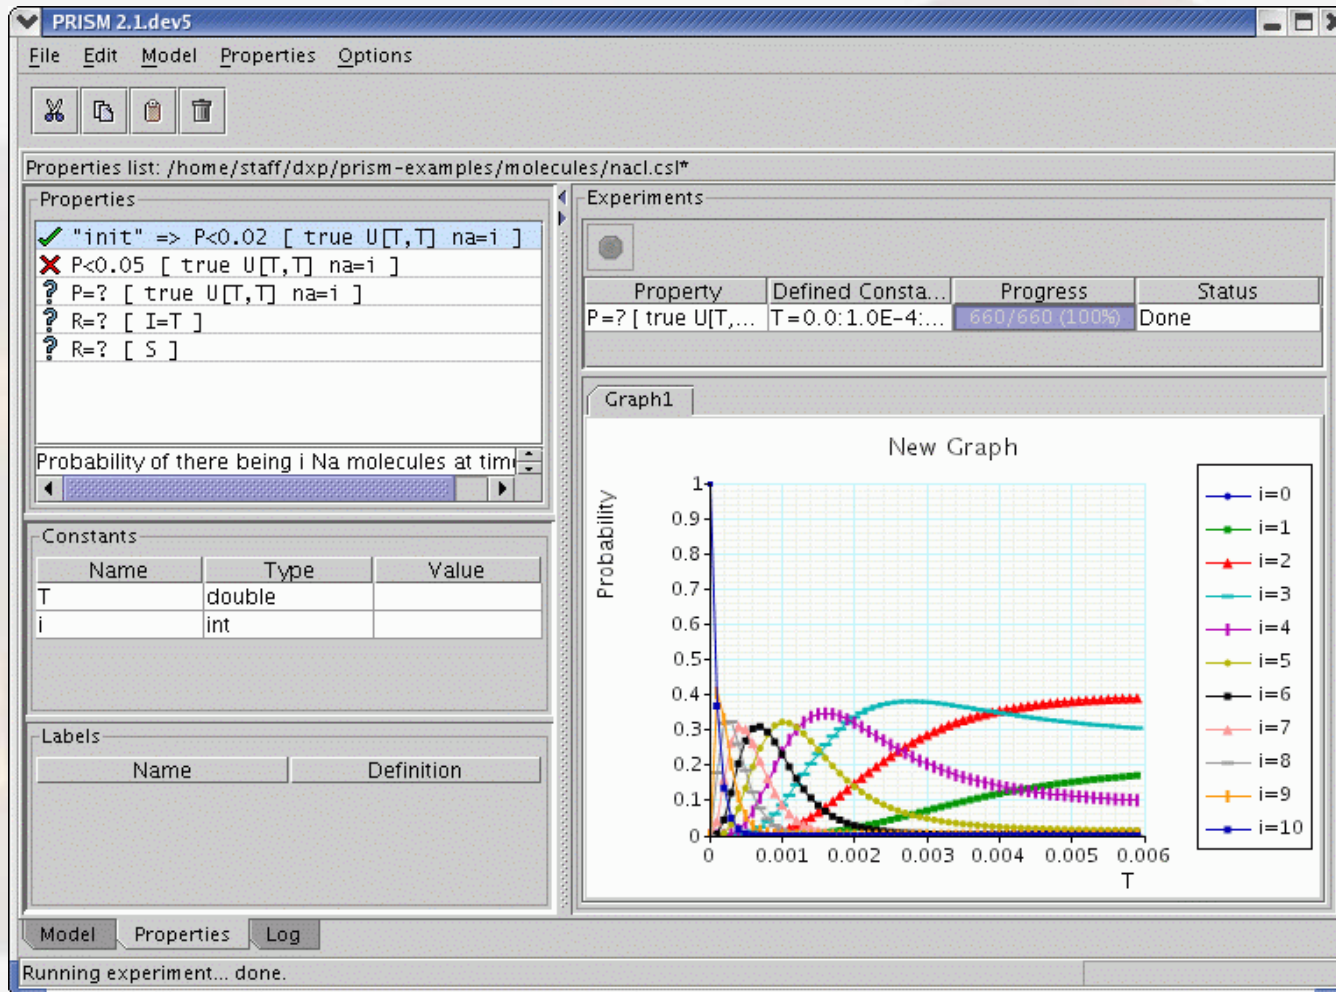 PRISM 2.1.dev5
File Edit Model Properties Options
Properties list: /home/staff/dxp/prism-examples/molecules/nacl.csl*
Properties
"init" => P<0.02 [ true U[T,T] na=i ]
P<0.05 [ true U[T,T] na=i ]
P=? [ true U[T,T] na=i ]
R=? [ I=T ]
R=? [ S ]
Probability of there being i Na molecules at tim
Constants
Name Type Value
T double
i int
Labels
Name Definition
Experiments
Property Defined Consta... Progress Status
P=? [ true U[T,... T=0.0:1.0E-4:... 660/660 (100%) Done
Graph1
New Graph
Probability
1
0.9
0.8
0.7
0.6
0.5
0.4
0.3
0.2
0.1
0
0 0.001 0.002 0.003 0.004 0.005 0.006
T
i=0
i=1
i=2
i=3
i=4
i=5
i=6
i=7
i=8
i=9
i=10
Model Properties Log
Running experiment... done.